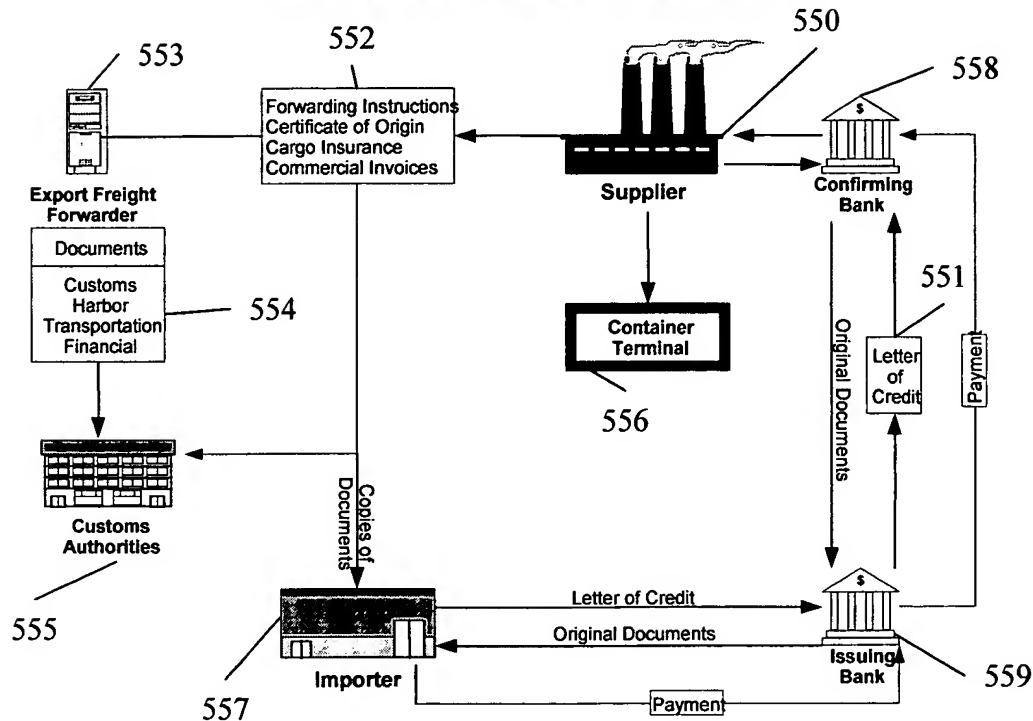 552
550
553
558
$
Forwarding Instructions
Certificate of Origin
Cargo Insurance
Commercial Invoices
Export Freight
Forwarder
Supplier
Confirming
Bank
Documents
Customs
Harbor
Transportation
Financial
554
551
Container
Terminal
556
Original Documents
Letter
of
Credit
Payment
Customs
Authorities
555
Copies of
Documents
$
Letter of Credit
Original Documents
557
Importer
Issuing
Bank
559
Payment